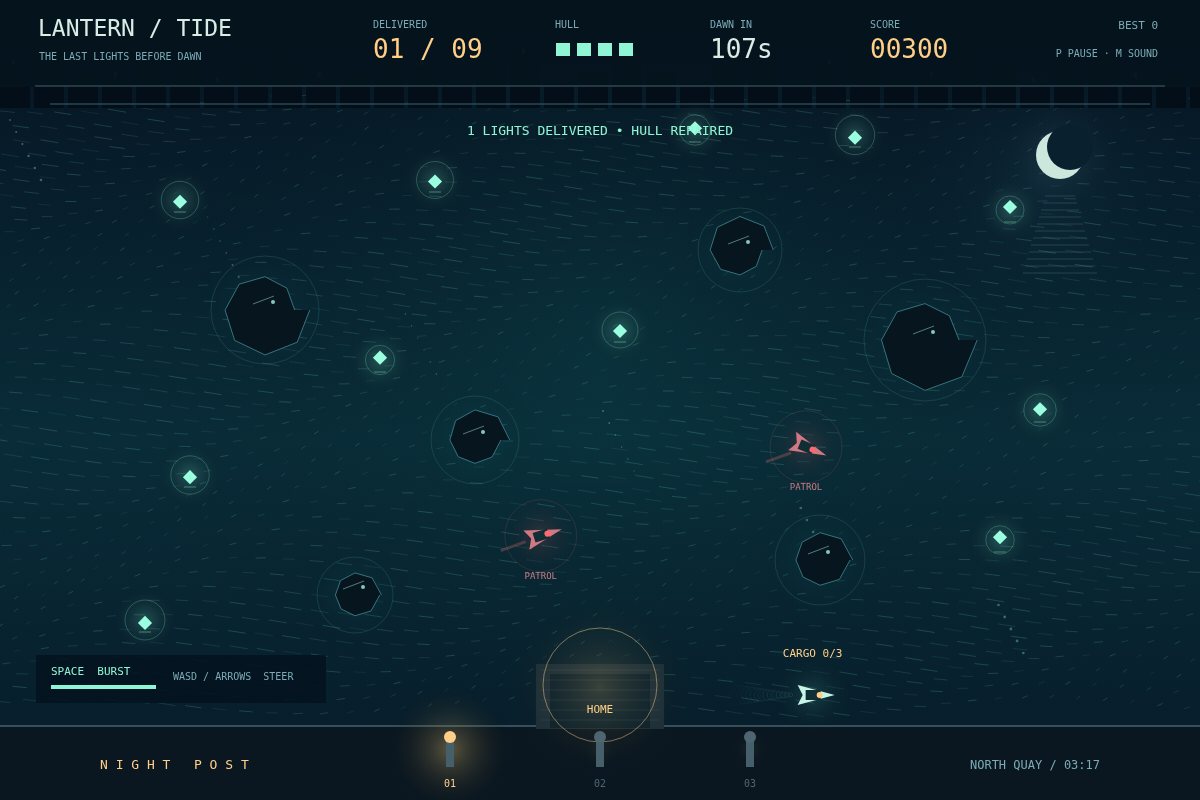 LANTERN / TIDE
THE LAST LIGHTS BEFORE DAWN
DELIVERED
01 / 09
HULL
DAWN IN
107s
SCORE
00300
BEST 0
P PAUSE · M SOUND
1 LIGHTS DELIVERED • HULL REPAIRED
PATROL
PATROL
CARGO 0/3
SPACE BURST
WASD / ARROWS STEER
HOME
NIGHT POST
01
02
03
NORTH QUAY / 03:17